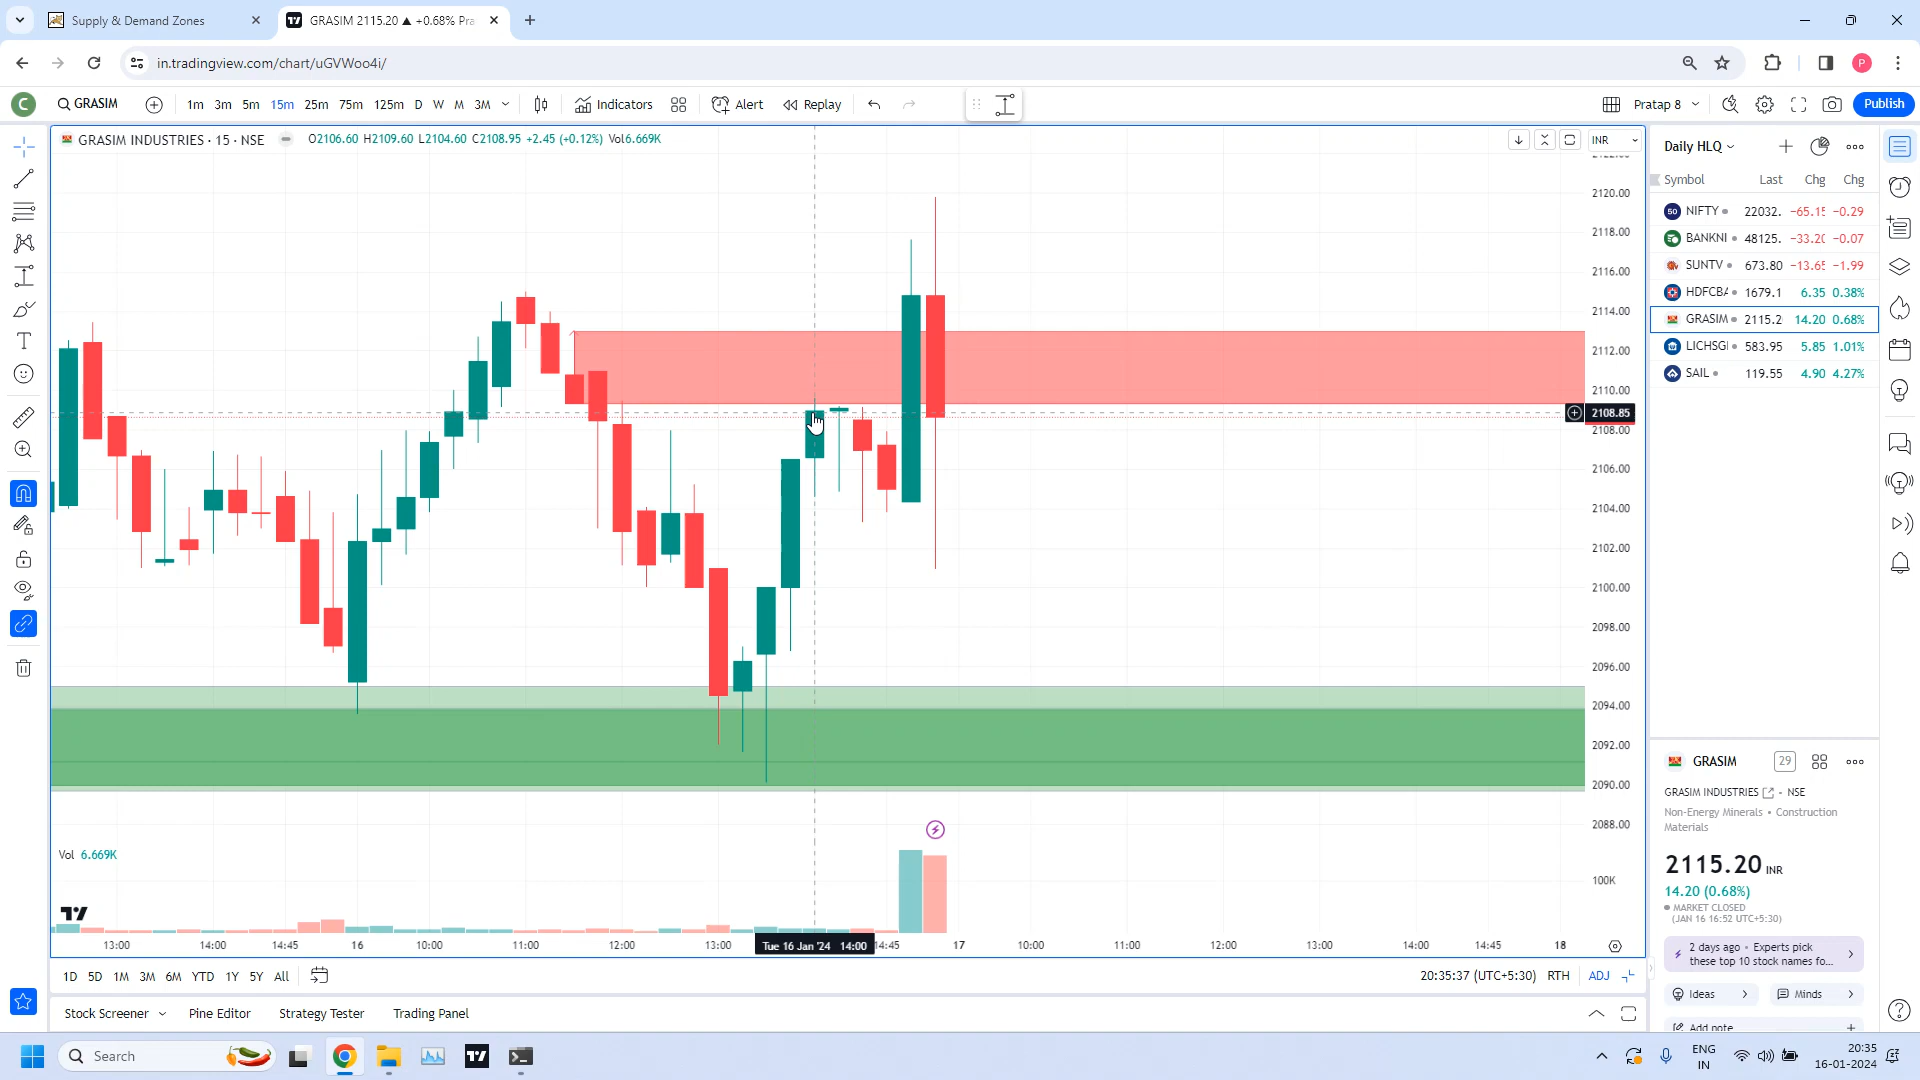 Supply & Demand Zones
GRASIM 2115.20 ▲ +0.68% Pra
in.tradingview.com/chart/uGVWoo4i/
P
C
GRASIM
1m 3m 5m 15m 25m 75m 125m D W M 3M
Indicators
Alert
Replay
Pratap 8
Publish
GRASIM INDUSTRIES · 15 · NSE
O2106.60 H2109.60 L2104.60 C2108.95 +2.45 (+0.12%) Vol6.669K
INR
2120.00
2118.00
2116.00
2114.00
2112.00
2110.00
2108.85
2108.00
2106.00
2104.00
2102.00
2100.00
2098.00
2096.00
2094.00
2092.00
2090.00
2088.00
100K
Vol 6.669K
13:00 14:00 14:45 16 10:00 11:00 12:00 13:00 Tue 16 Jan '24 14:00 14:45 17 10:00 11:00 12:00 13:00 14:00 14:45 18
1D 5D 1M 3M 6M YTD 1Y 5Y All
20:35:37 (UTC+5:30) RTH ADJ
Stock Screener Pine Editor Strategy Tester Trading Panel
Daily HLQ
Symbol Last Chg Chg
50 NIFTY 22032. −65.15 −0.29
BANKNI 48125. −33.20 −0.07
SUNTV 673.80 −13.65 −1.99
HDFCBA 1679.1 6.35 0.38%
GRASIM 2115.2 14.20 0.68%
LICHSGI 583.95 5.85 1.01%
SAIL 119.55 4.90 4.27%
GRASIM 29
GRASIM INDUSTRIES - NSE
Non-Energy Minerals • Construction
Materials
2115.20 INR
14.20 (0.68%)
MARKET CLOSED
(JAN 16 16:52 UTC+5:30)
2 days ago • Experts pick
these top 10 stock names fo...
Ideas Minds
Add note
Search
ENG
IN
20:35
16-01-2024